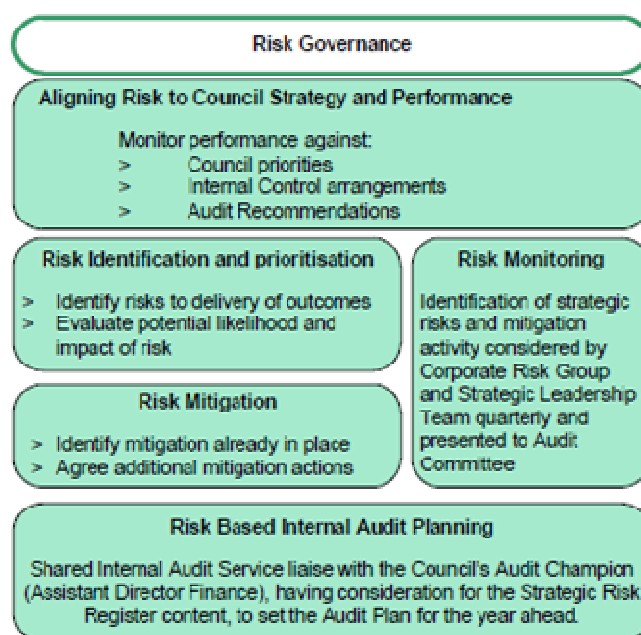 Risk Governance
Aligning Risk to Council Strategy and Performance
Monitor performance against:
> Council priorities
> Internal Control arrangements
> Audit Recommendations
Risk Identification and prioritisation
> Identify risks to delivery of outcomes
> Evaluate potential likelihood and
impact of risk
Risk Mitigation
> Identify mitigation already in place
> Agree additional mitigation actions
Risk Monitoring
Identification of strategic
risks and mitigation
activity considered by
Corporate Risk Group
and Strategic Leadership
Team quarterly and
presented to Audit
Committee
Risk Based Internal Audit Planning
Shared Internal Audit Service liaise with the Council's Audit Champion
(Assistant Director Finance), having consideration for the Strategic Risk
Register content, to set the Audit Plan for the year ahead.